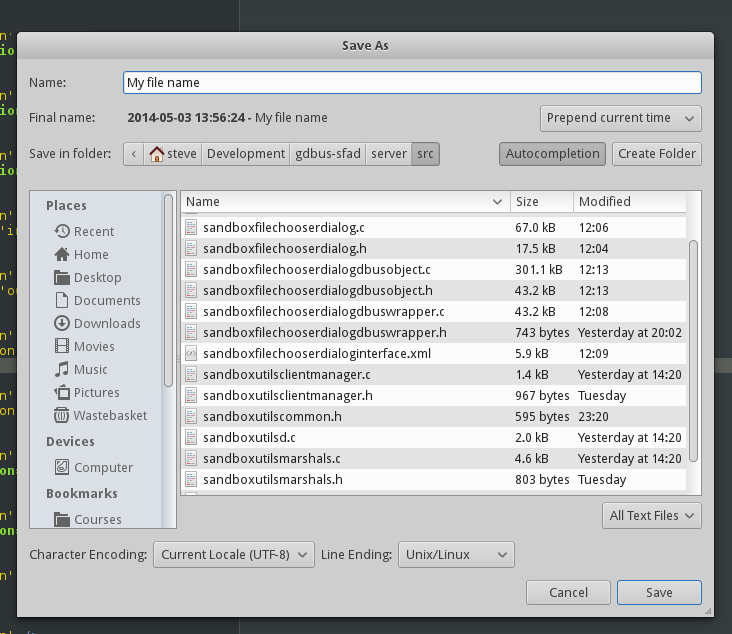 Save As
Name: My file name
Final name: 2014-05-03 13:56:24 - My file name Prepend current time
Save in folder: ‹ steve Development gdbus-sfad server src Autocompletion Create Folder
Places
Recent
Home
Desktop
Documents
Downloads
Movies
Music
Pictures
Wastebasket
Devices
Computer
Bookmarks
Courses
Name Size Modified
sandboxfilechooserdialog.c 67.0 kB 12:06
sandboxfilechooserdialog.h 17.5 kB 12:04
sandboxfilechooserdialogdbusobject.c 301.1 kB 12:13
sandboxfilechooserdialogdbusobject.h 43.2 kB 12:13
sandboxfilechooserdialogdbuswrapper.c 43.2 kB 12:08
sandboxfilechooserdialogdbuswrapper.h 743 bytes Yesterday at 20:02
sandboxfilechooserdialoginterface.xml 5.9 kB 12:09
sandboxutilsclientmanager.c 1.4 kB Yesterday at 14:20
sandboxutilsclientmanager.h 967 bytes Tuesday
sandboxutilscommon.h 595 bytes 23:20
sandboxutilsd.c 2.0 kB Yesterday at 14:20
sandboxutilsmarshals.c 4.6 kB Yesterday at 14:20
sandboxutilsmarshals.h 803 bytes Tuesday
All Text Files
Character Encoding: Current Locale (UTF-8) Line Ending: Unix/Linux
Cancel Save